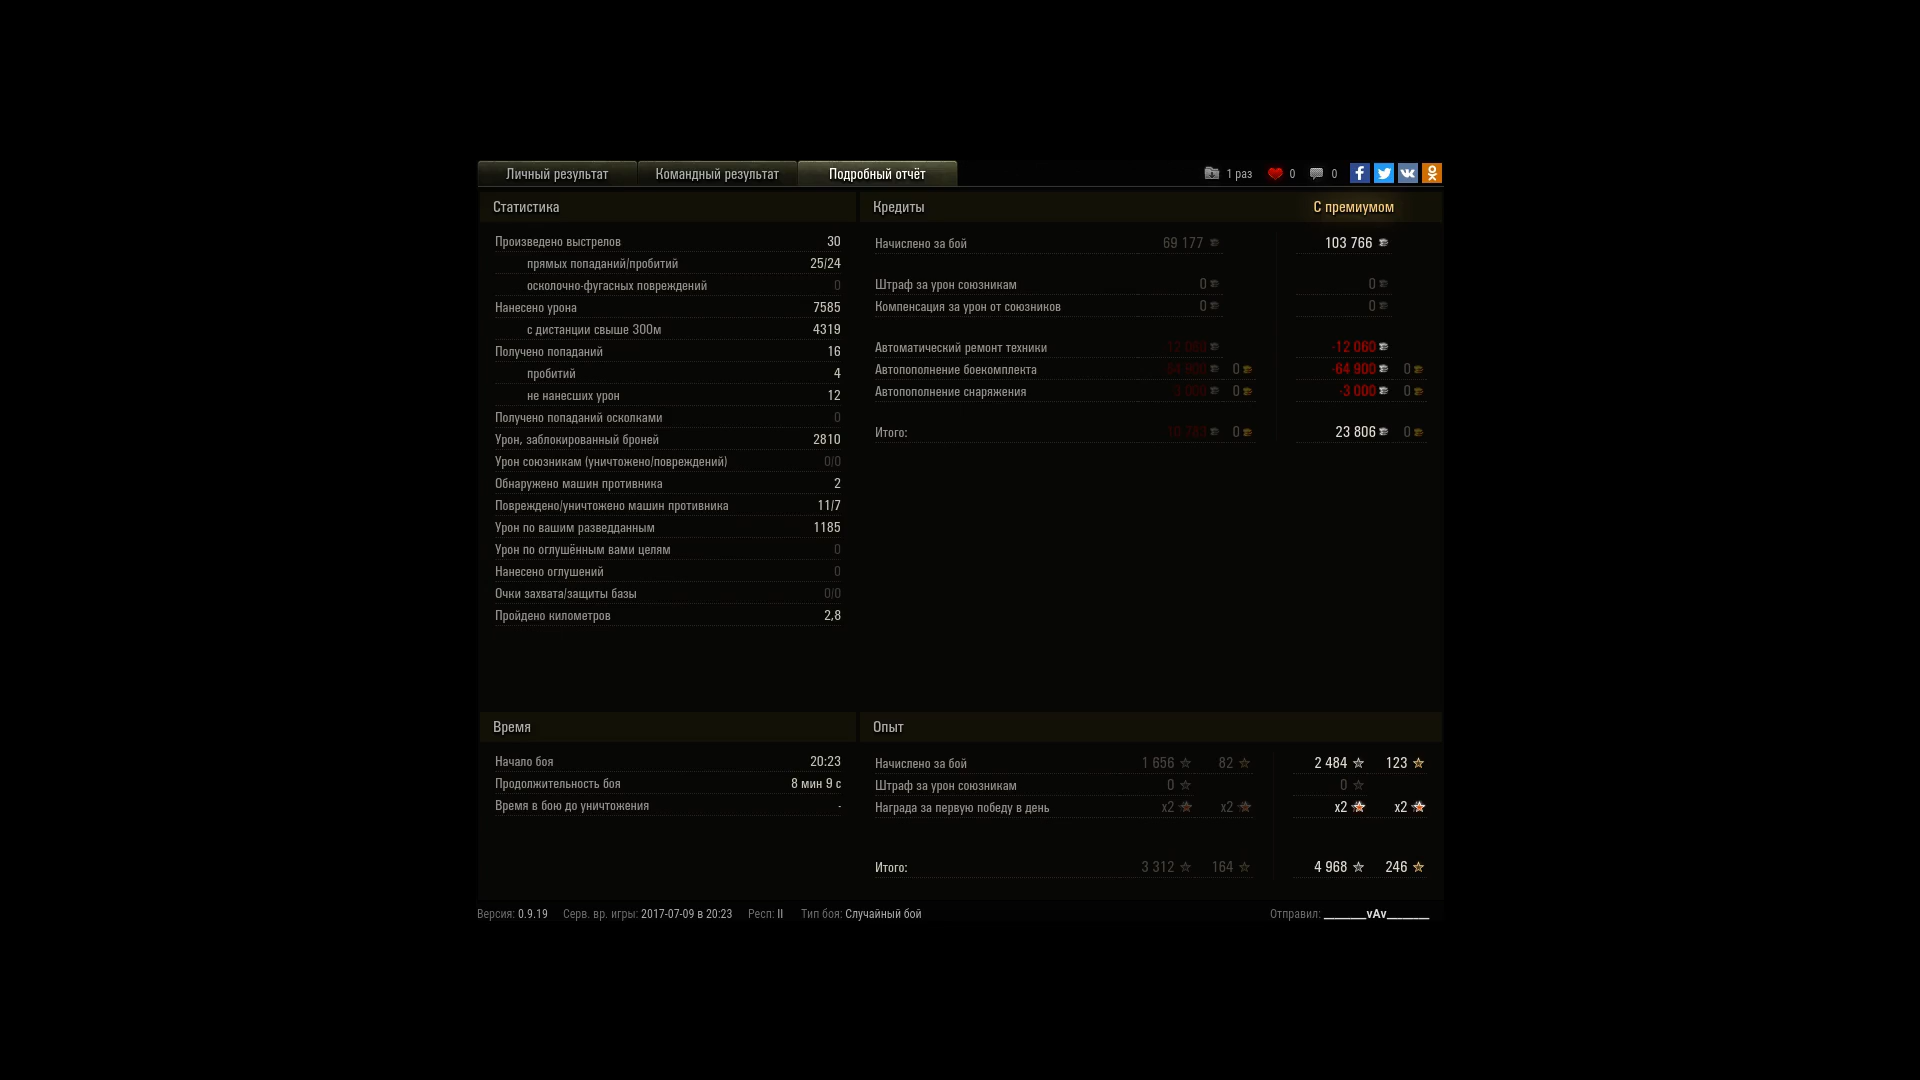 Личный результат Командный результат Подробный отчёт 1 раз 0 0
Статистика
Произведено выстрелов 30
прямых попаданий/пробитий 25/24
осколочно-фугасных повреждений 0
Нанесено урона 7585
с дистанции свыше 300м 4319
Получено попаданий 16
пробитий 4
не нанесших урон 12
Получено попаданий осколками 0
Урон, заблокированный броней 2810
Урон союзникам (уничтожено/повреждений) 0/0
Обнаружено машин противника 2
Повреждено/уничтожено машин противника 11/7
Урон по вашим разведданным 1185
Урон по оглушённым вами целям 0
Нанесено оглушений 0
Очки захвата/защиты базы 0/0
Пройдено километров 2,8
Кредиты С премиумом
Начислено за бой 69 177 103 766
Штраф за урон союзникам 0 0
Компенсация за урон от союзников 0 0
Автоматический ремонт техники -12 060 -12 060
Автопополнение боекомплекта -64 900 0 -64 900 0
Автопополнение снаряжения -3 000 0 -3 000 0
Итого: -10 783 0 23 806 0
Время
Начало боя 20:23
Продолжительность боя 8 мин 9 с
Время в бою до уничтожения -
Опыт
Начислено за бой 1 656 82 2 484 123
Штраф за урон союзникам 0 0
Награда за первую победу в день x2 x2 x2 x2
Итого: 3 312 164 4 968 246
Версия: 0.9.19 Серв. вр. игры: 2017-07-09 в 20:23 Респ: II Тип боя: Случайный бой Отправил: ________vAv________